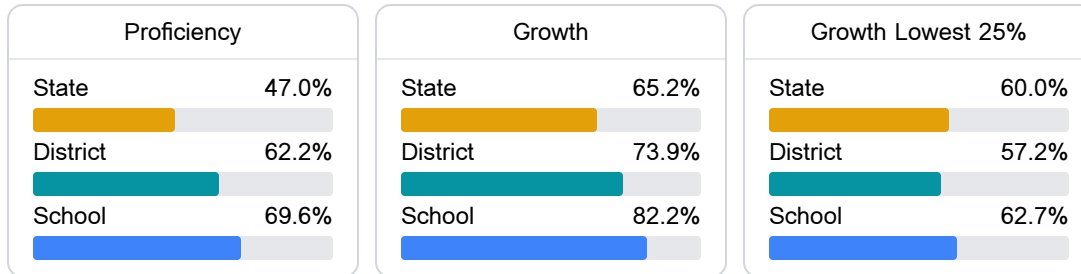 Proficiency
State 47.0%
District 62.2%
School 69.6%
Growth
State 65.2%
District 73.9%
School 82.2%
Growth Lowest 25%
State 60.0%
District 57.2%
School 62.7%